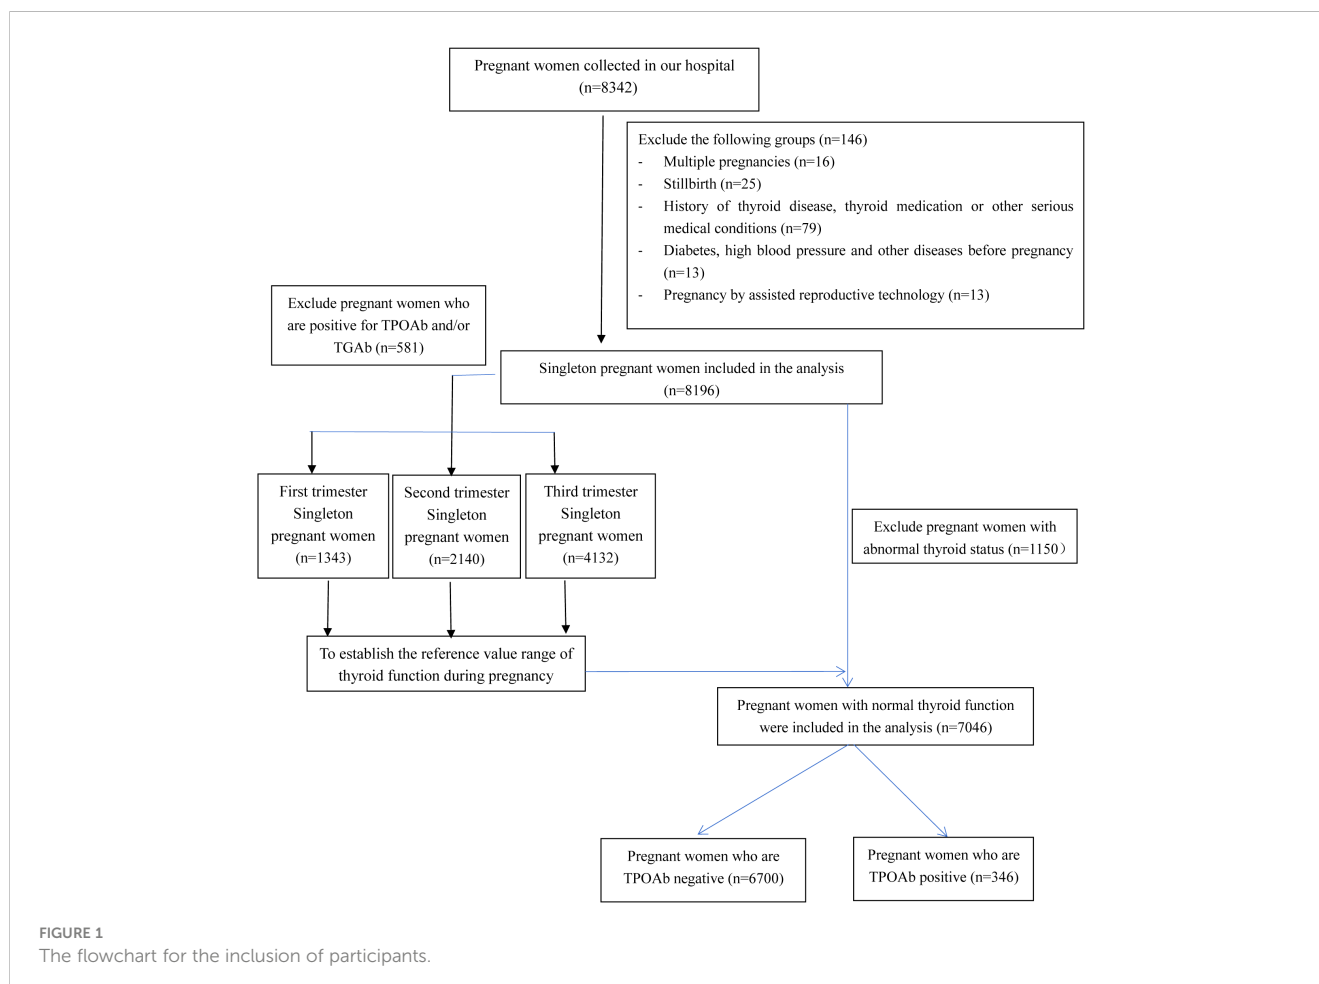 Pregnant women collected in our hospital
(n=8342)
Exclude the following groups (n=146)
- Multiple pregnancies (n=16)
- Stillbirth (n=25)
- History of thyroid disease, thyroid medication or other serious
medical conditions (n=79)
- Diabetes, high blood pressure and other diseases before pregnancy
(n=13)
- Pregnancy by assisted reproductive technology (n=13)
Exclude pregnant women who
are positive for TPOAb and/or
TGAb (n=581)
Singleton pregnant women included in the analysis
(n=8196)
First trimester
Singleton
pregnant women
(n=1343)
Second trimester
Singleton
pregnant women
(n=2140)
Third trimester
Singleton
pregnant women
(n=4132)
Exclude pregnant women with
abnormal thyroid status (n=1150）
To establish the reference value range of
thyroid function during pregnancy
Pregnant women with normal thyroid function
were included in the analysis (n=7046)
Pregnant women who are
TPOAb negative (n=6700)
Pregnant women who are
TPOAb positive (n=346)
FIGURE 1
The flowchart for the inclusion of participants.